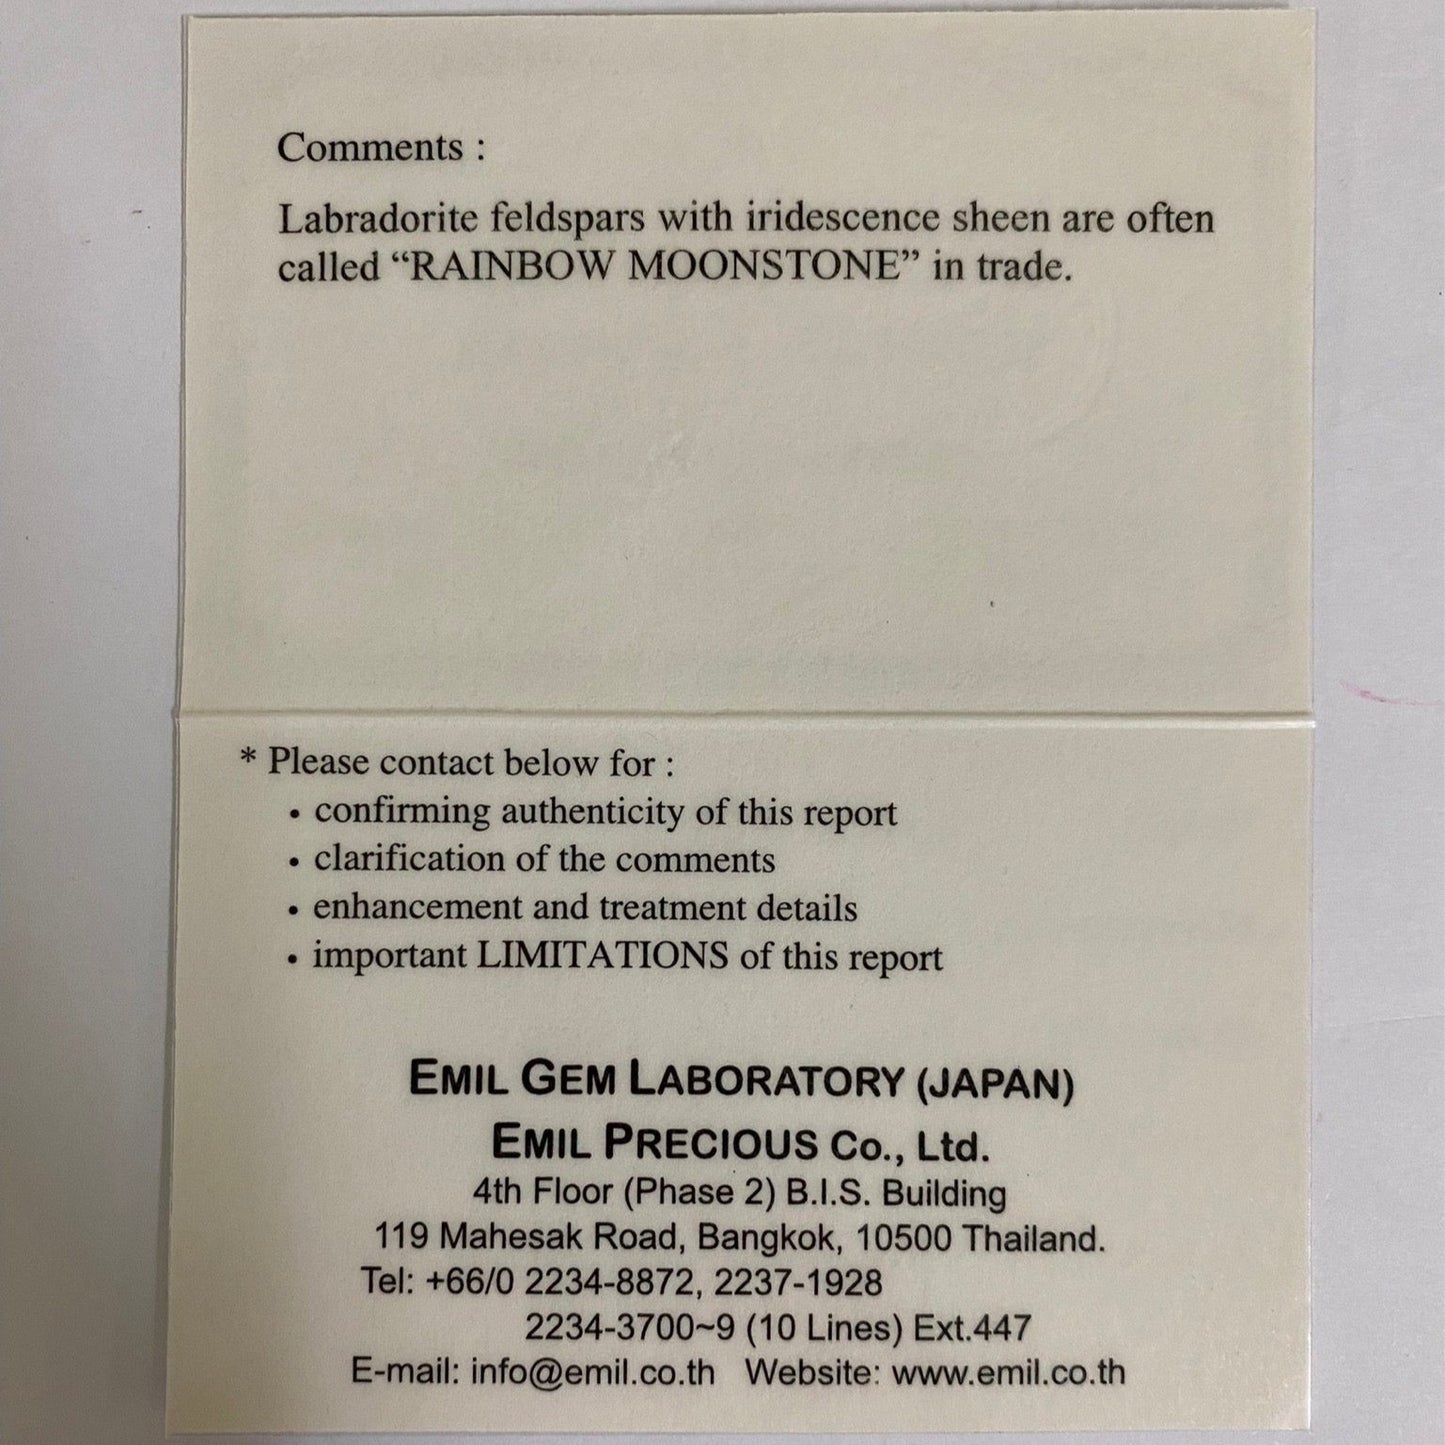 Comments :
Labradorite feldspars with iridescence sheen are often
called “RAINBOW MOONSTONE” in trade.
* Please contact below for :
• confirming authenticity of this report
• clarification of the comments
• enhancement and treatment details
• important LIMITATIONS of this report
EMIL GEM LABORATORY (JAPAN)
EMIL PRECIOUS Co., Ltd.
4th Floor (Phase 2) B.I.S. Building
119 Mahesak Road, Bangkok, 10500 Thailand.
Tel: +66/0 2234-8872, 2237-1928
2234-3700~9 (10 Lines) Ext.447
E-mail: info@emil.co.th Website: www.emil.co.th